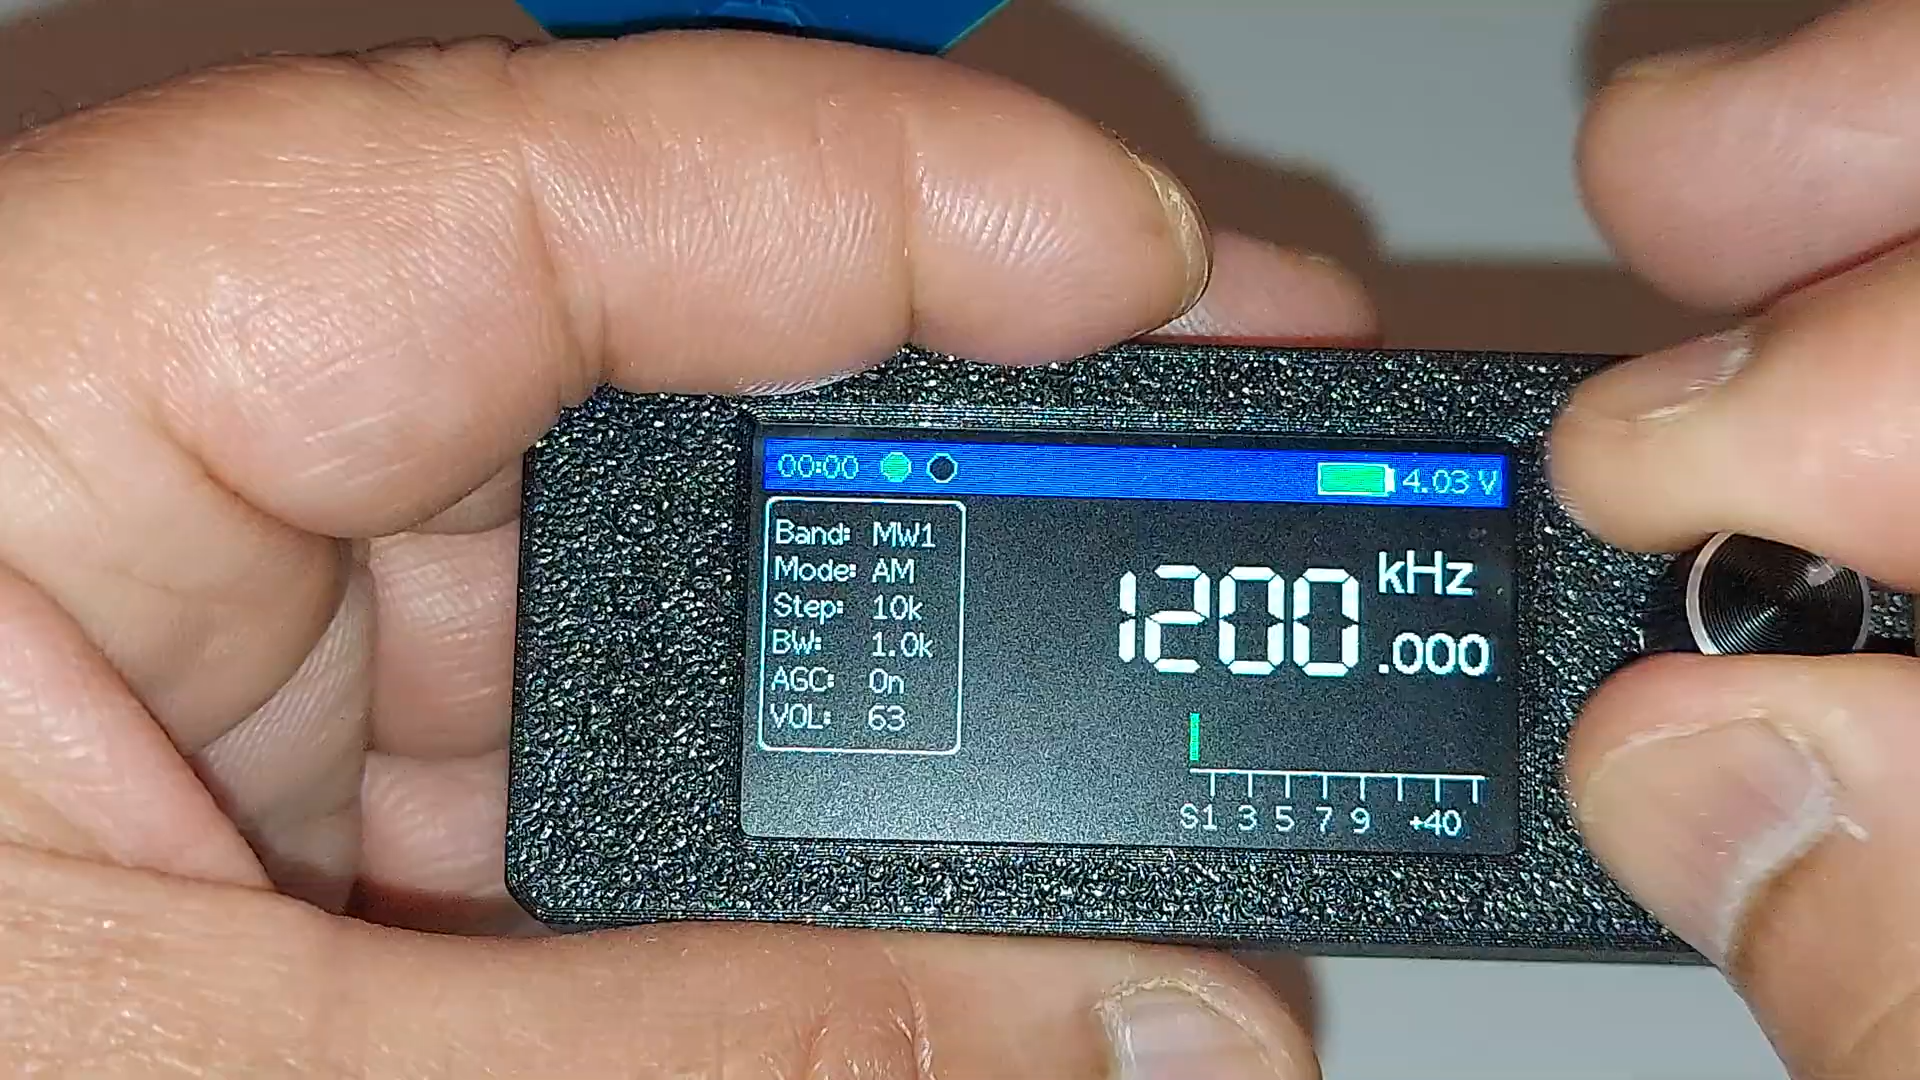 00:00 4.03 V
Band: MW1
Mode: AM
Step: 10k
BW: 1.0k
AGC: On
VOL: 63
1200.000 kHz
S1 3 5 7 9 +40